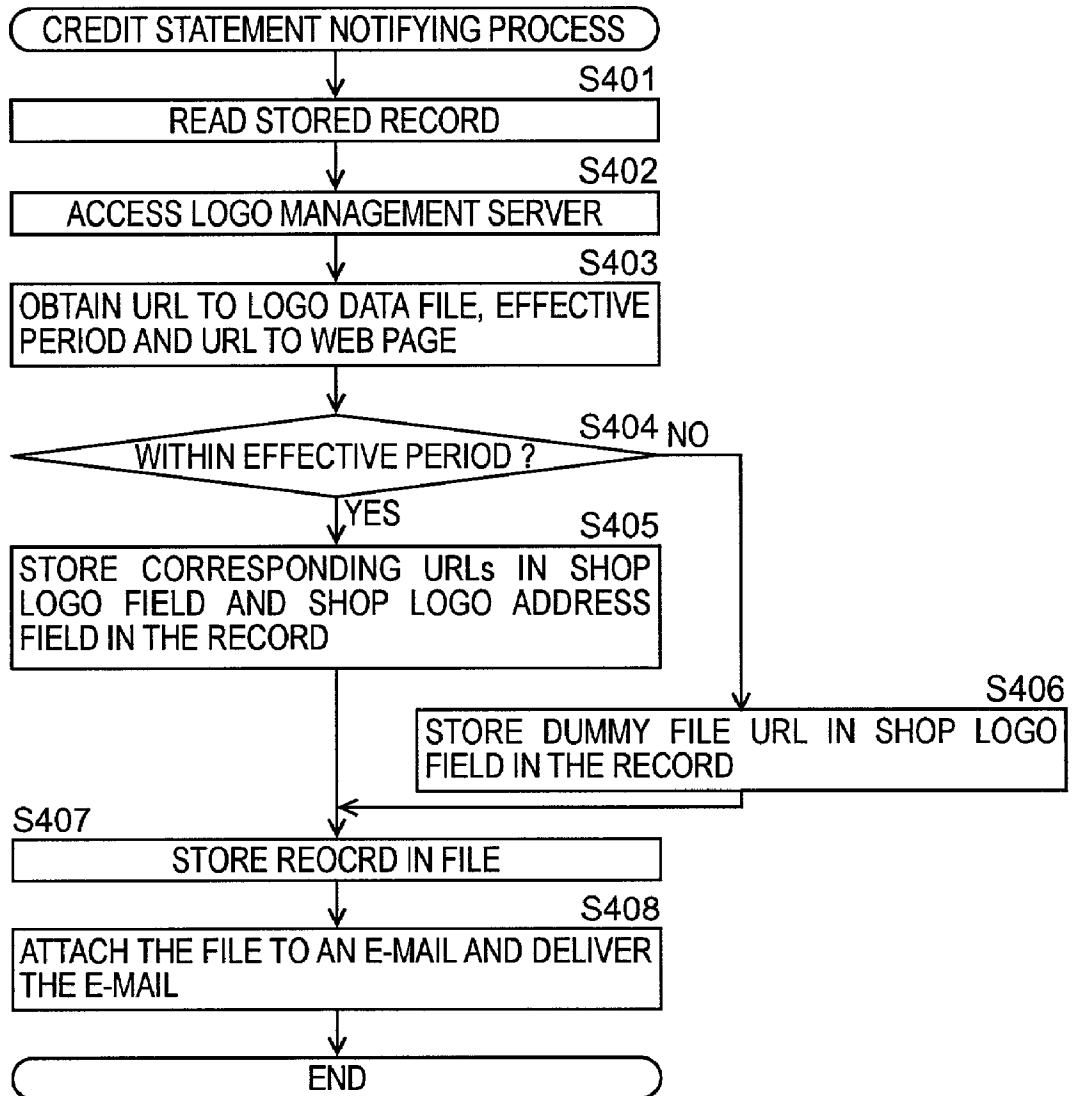 CREDIT STATEMENT NOTIFYING PROCESS
S401
READ STORED RECORD
S402
ACCESS LOGO MANAGEMENT SERVER
S403
OBTAIN URL TO LOGO DATA FILE, EFFECTIVE
PERIOD AND URL TO WEB PAGE
S404 NO
WITHIN EFFECTIVE PERIOD ?
YES
S405
STORE CORRESPONDING URLs IN SHOP
LOGO FIELD AND SHOP LOGO ADDRESS
FIELD IN THE RECORD
S406
STORE DUMMY FILE URL IN SHOP LOGO
FIELD IN THE RECORD
S407
STORE REOCRD IN FILE
S408
ATTACH THE FILE TO AN E-MAIL AND DELIVER
THE E-MAIL
END